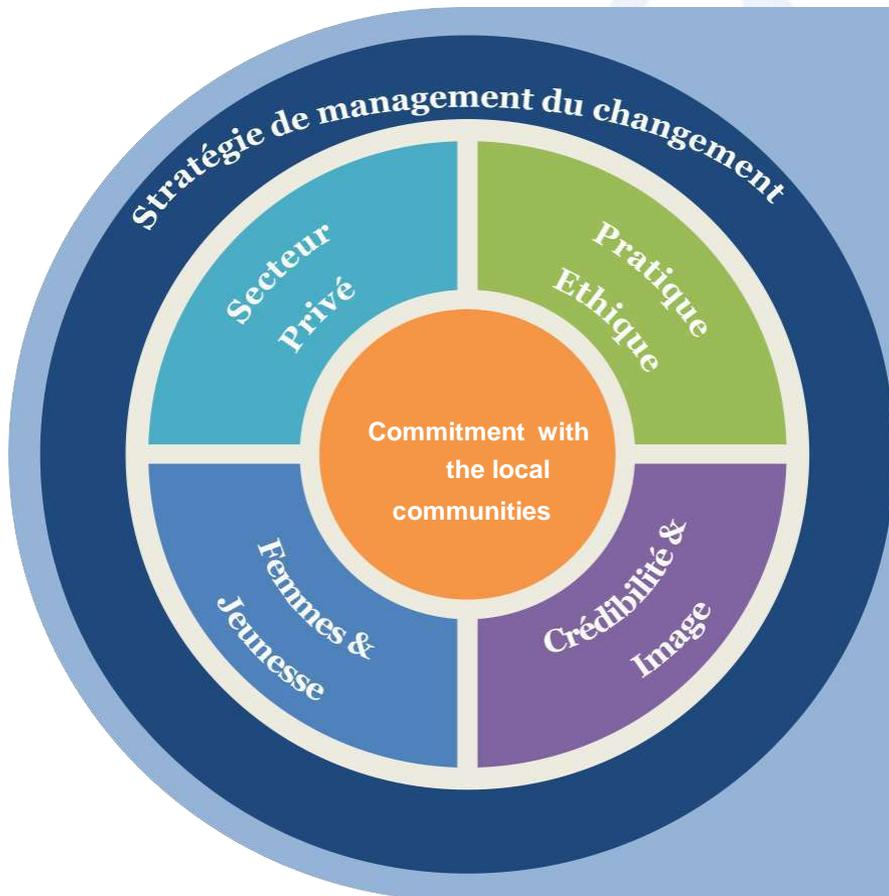 Stratégie de management du changement
Secteur
Privé
Pratique
Ethique
Commitment with
the local
communities
Femmes &
Jeunesse
Crédibilité &
Image